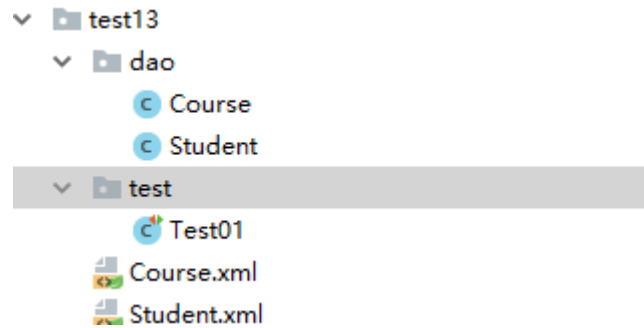 test13
dao
Course
Student
test
Test01
Course.xml
Student.xml